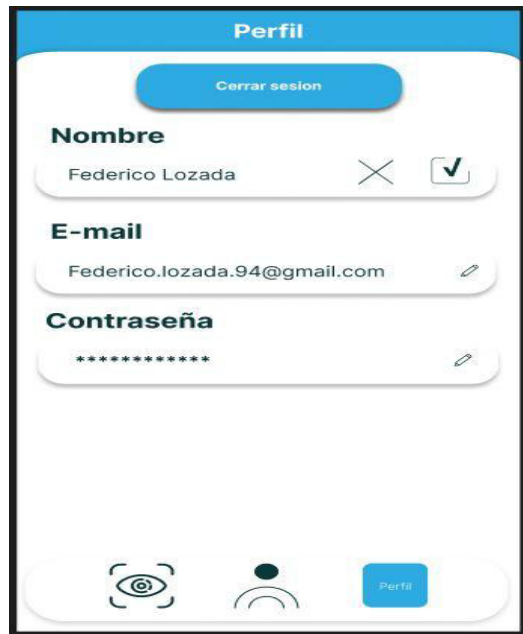 Perfil
Cerrar sesion
Nombre
Federico Lozada
E-mail
Federico.lozada.94@gmail.com
Contraseña
************
Perfil